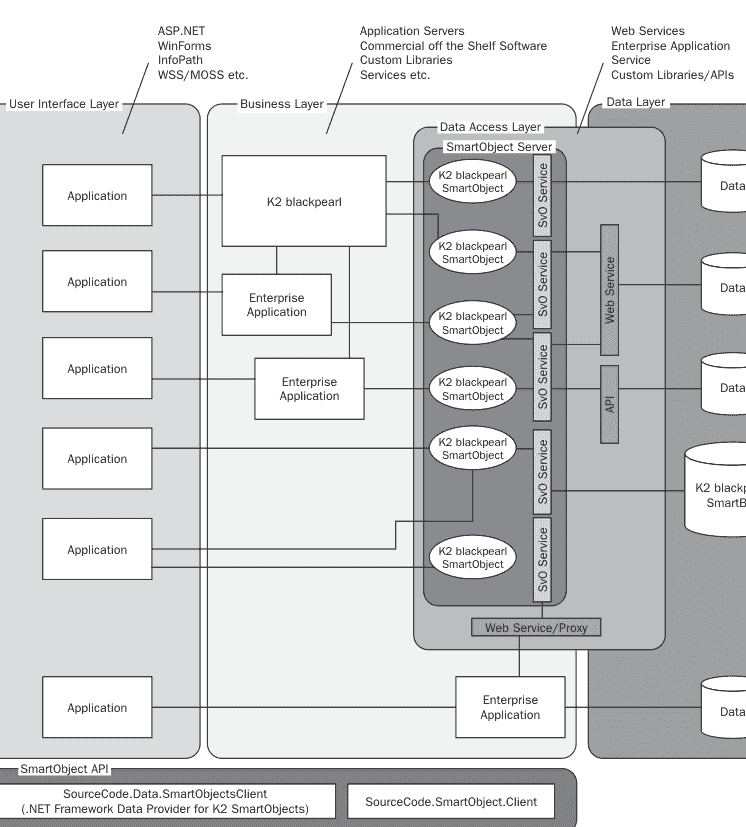 ASP.NET
WinForms
InfoPath
WSS/MOSS etc.
Application Servers
Commercial off the Shelf Software
Custom Libraries
Services etc.
Web Services
Enterprise Application
Service
Custom Libraries/APIs
User Interface Layer
Business Layer
Data Layer
Data Access Layer
SmartObject Server
Application
K2 blackpearl
K2 blackpearl
SmartObject
SvO Service
Data
Application
Enterprise
Application
K2 blackpearl
SmartObject
SvO Service
Web Service
Data
K2 blackpearl
SmartObject
Application
Enterprise
Application
K2 blackpearl
SmartObject
SvO Service
API
Data
Application
K2 blackpearl
SmartObject
SvO Service
K2 blackp
SmartB
Application
K2 blackpearl
SmartObject
SvO Service
Web Service/Proxy
Application
Enterprise
Application
Data
SmartObject API
SourceCode.Data.SmartObjectsClient
(.NET Framework Data Provider for K2 SmartObjects)
SourceCode.SmartObject.Client